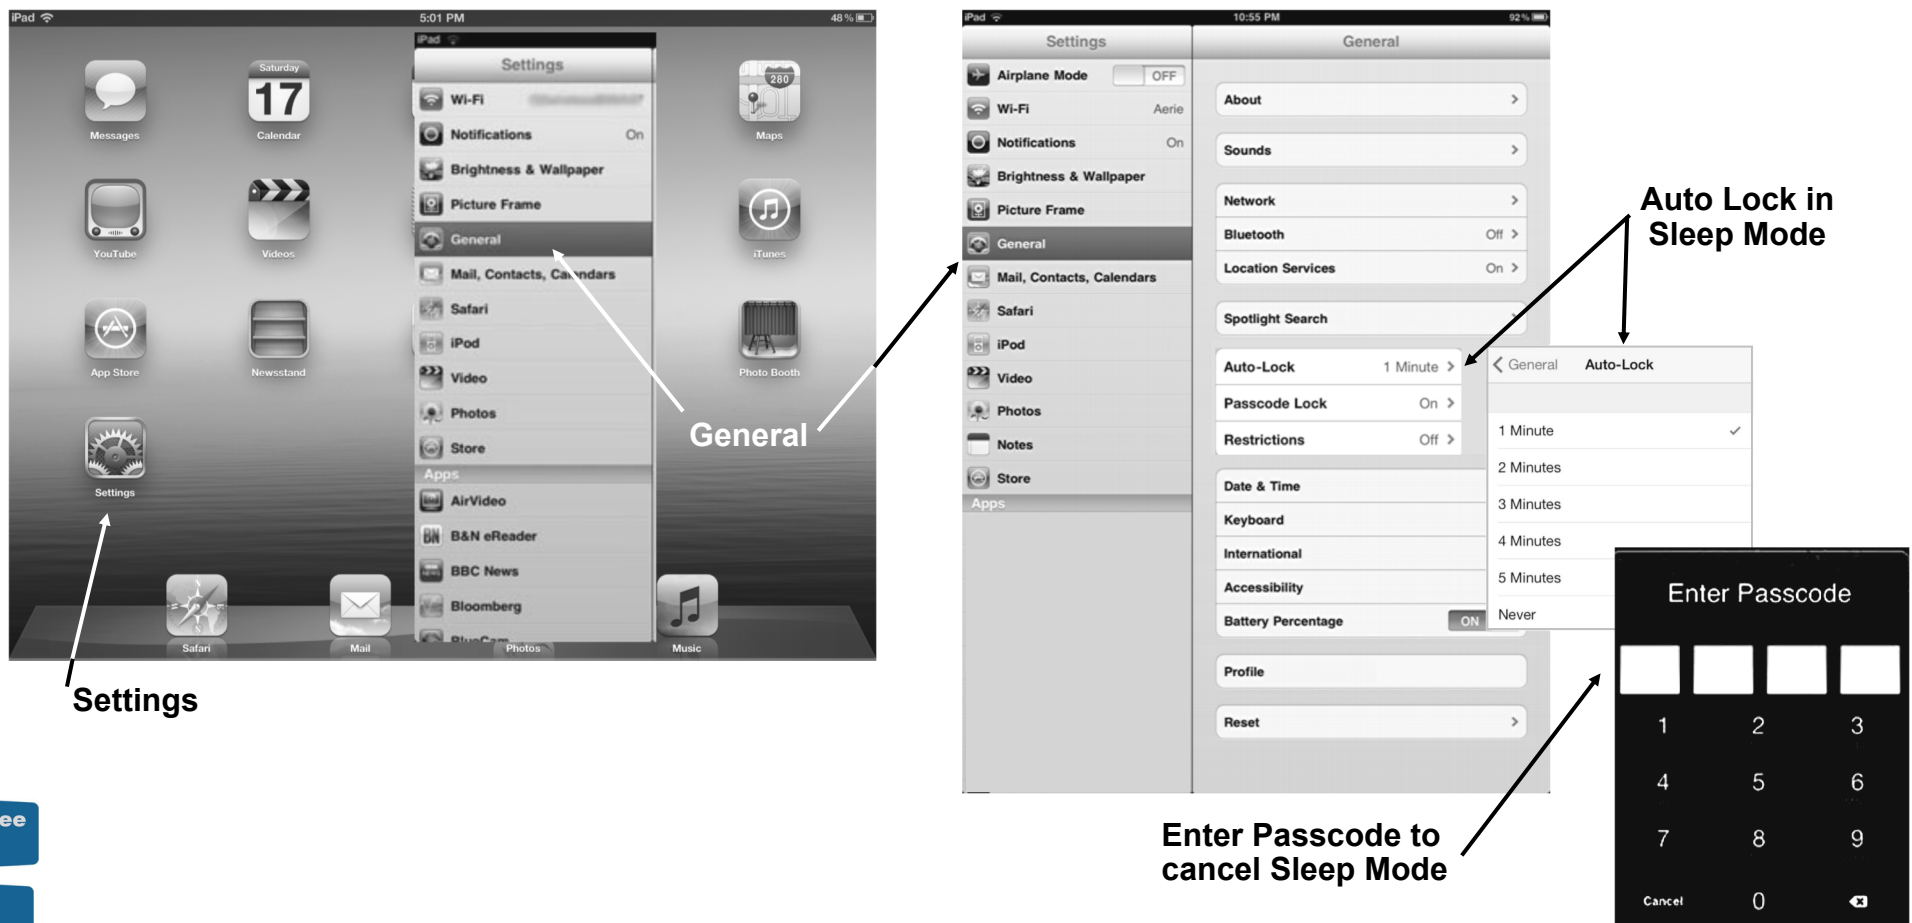 iPad
5:01 PM
48%
Messages
Saturday
17
Calendar
280
Maps
YouTube
Videos
iTunes
App Store
Newsstand
Photo Booth
Settings
Safari
Mail
Photos
Music
iPad
Settings
Wi-Fi
Notifications On
Brightness & Wallpaper
Picture Frame
General
Mail, Contacts, Calendars
Safari
iPod
Video
Photos
Store
Apps
AirVideo
BN B&N eReader
BBC News
Bloomberg
General
Settings
iPad
10:55 PM
92%
Settings
Airplane Mode OFF
Wi-Fi Aerie
Notifications On
Brightness & Wallpaper
Picture Frame
General
Mail, Contacts, Calendars
Safari
iPod
Video
Photos
Notes
Store
Apps
General
About
Sounds
Network
Bluetooth Off
Location Services On
Spotlight Search
Auto-Lock 1 Minute
Passcode Lock On
Restrictions Off
Date & Time
Keyboard
International
Accessibility
Battery Percentage ON
Profile
Reset
Auto Lock in
Sleep Mode
General Auto-Lock
1 Minute
2 Minutes
3 Minutes
4 Minutes
5 Minutes
Never
Enter Passcode
1 2 3
4 5 6
7 8 9
Cancel 0
Enter Passcode to
cancel Sleep Mode
ee